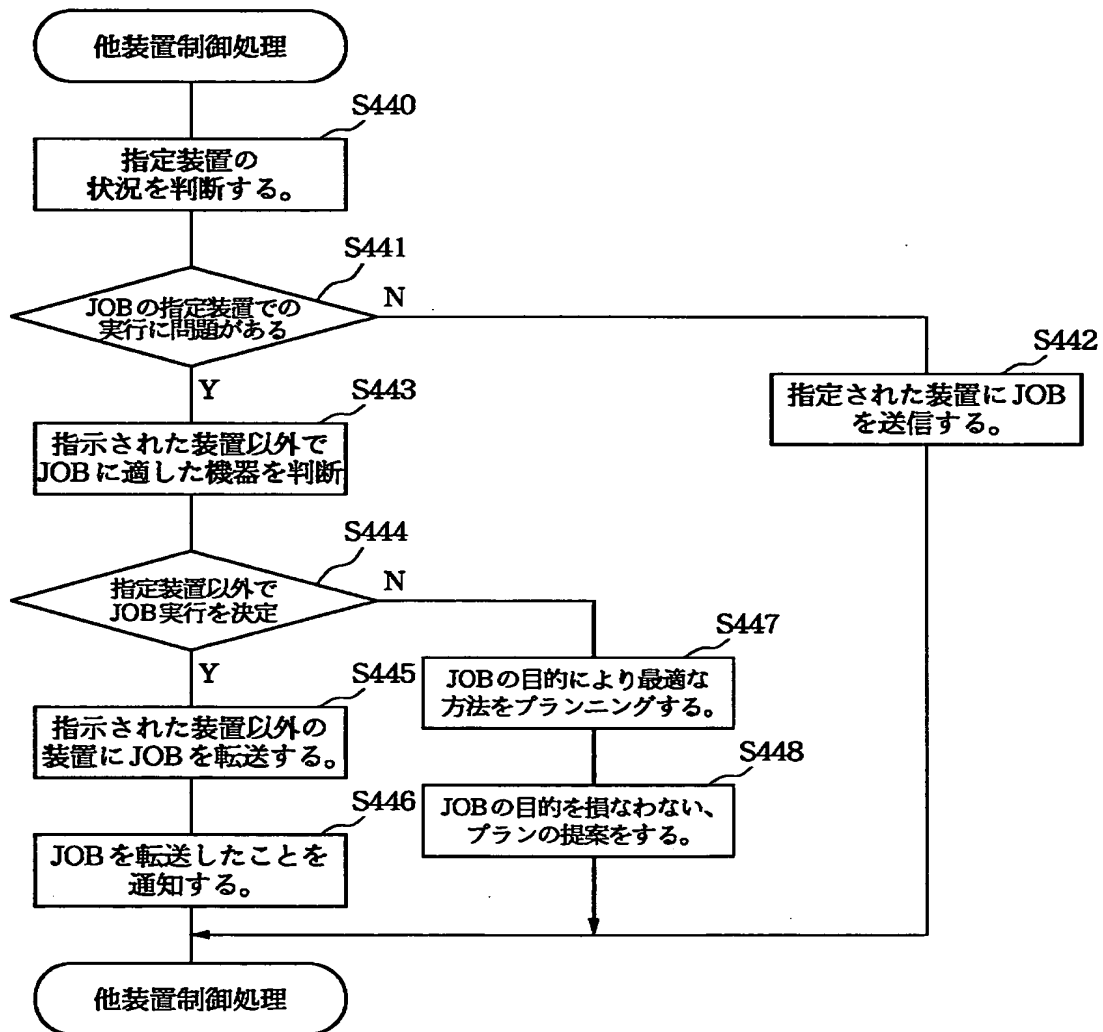 他装置制御処理
S440
指定装置の
状況を判断する。
S441
JOBの指定装置での
実行に問題がある
N
Y
S442
指定された装置にJOB
を送信する。
S443
指示された装置以外で
JOBに適した機器を判断
S444
指定装置以外で
JOB実行を決定
N
Y
S445
指示された装置以外の
装置にJOBを転送する。
S446
JOBを転送したことを
通知する。
S447
JOBの目的により最適な
方法をプランニングする。
S448
JOBの目的を損なわない、
プランの提案をする。
他装置制御処理